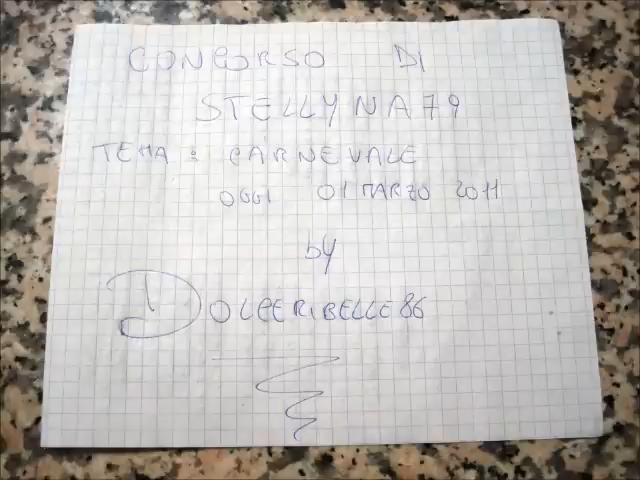 CONCORSO DI
STELLYNA79
TEMA: CARNEVALE
OGGI 01 MARZO 2011
by
DOLCERIBELLE86